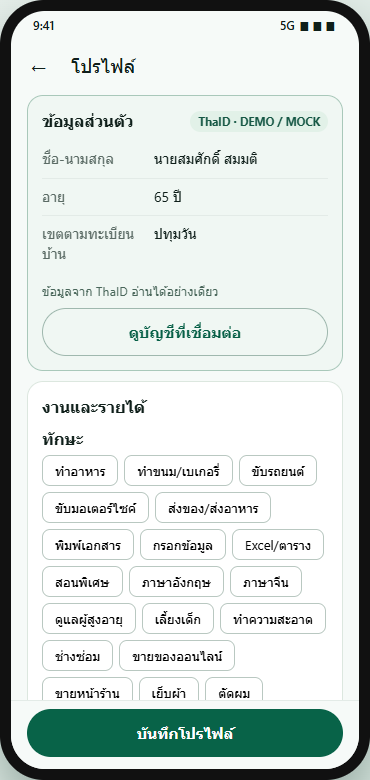 9:41 5G
← โปรไฟล์
ข้อมูลส่วนตัว ThaID · DEMO / MOCK
ชื่อ-นามสกุล นายสมศักดิ์ สมมติ
อายุ 65 ปี
เขตตามทะเบียน ปทุมวัน
บ้าน
ข้อมูลจาก ThaID อ่านได้อย่างเดียว
ดูบัญชีที่เชื่อมต่อ
งานและรายได้
ทักษะ
ทำอาหาร ทำขนม/เบเกอรี่ ขับรถยนต์
ขับมอเตอร์ไซค์ ส่งของ/ส่งอาหาร
พิมพ์เอกสาร กรอกข้อมูล Excel/ตาราง
สอนพิเศษ ภาษาอังกฤษ ภาษาจีน
ดูแลผู้สูงอายุ เลี้ยงเด็ก ทำความสะอาด
ช่างซ่อม ขายของออนไลน์
ขายหน้าร้าน เย็บผ้า ตัดผม
บันทึกโปรไฟล์